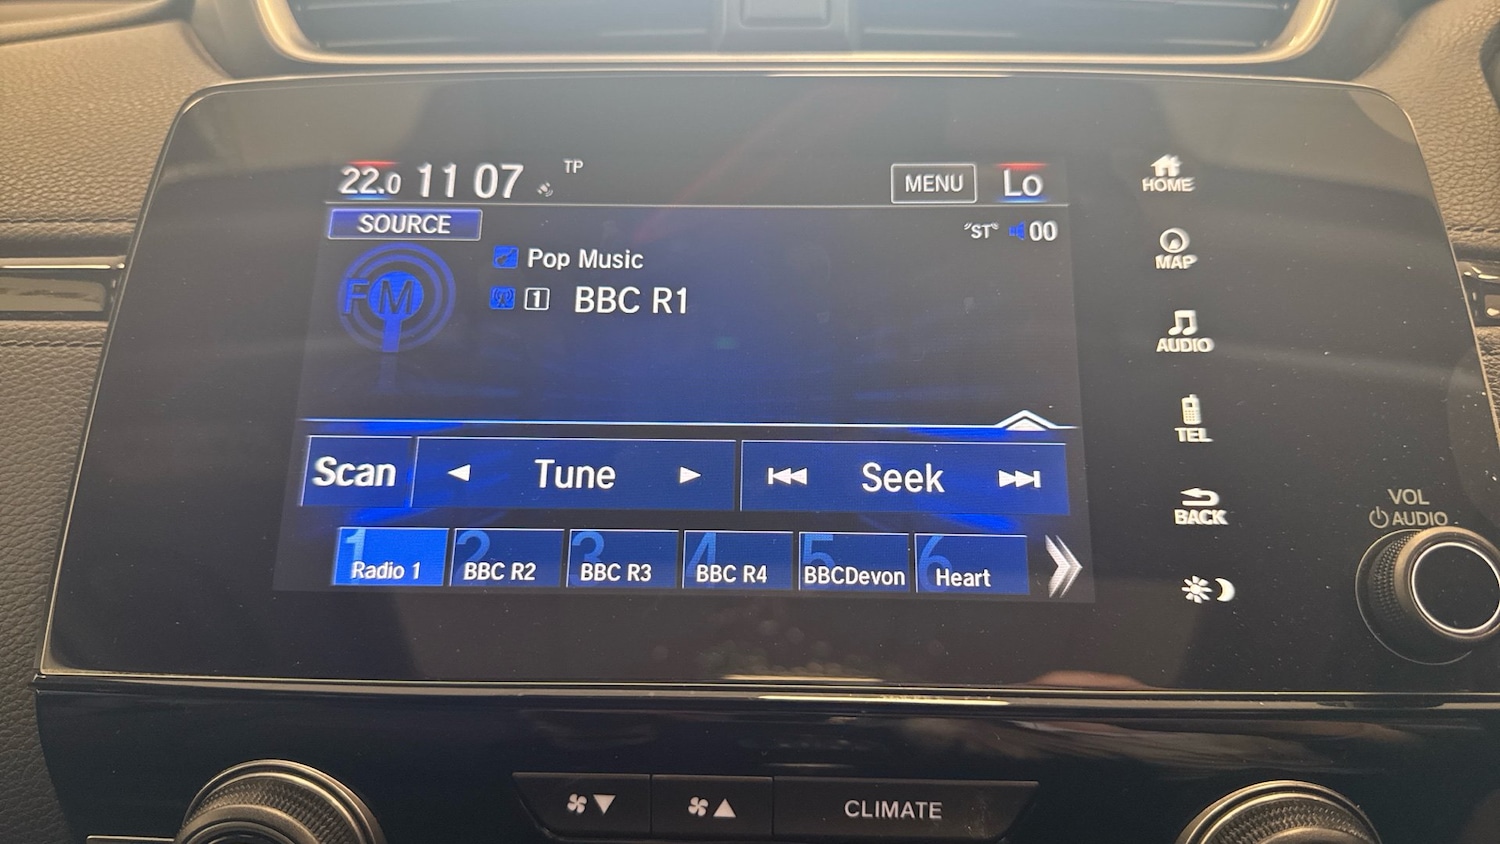 22.0 11 07 TP MENU Lo
SOURCE
"ST" 00
FM
Pop Music
1 BBC R1
Scan Tune Seek
1 Radio 1
2 BBC R2
3 BBC R3
4 BBC R4
5 BBCDevon
6 Heart
HOME
MAP
AUDIO
TEL
BACK
VOL
AUDIO
CLIMATE